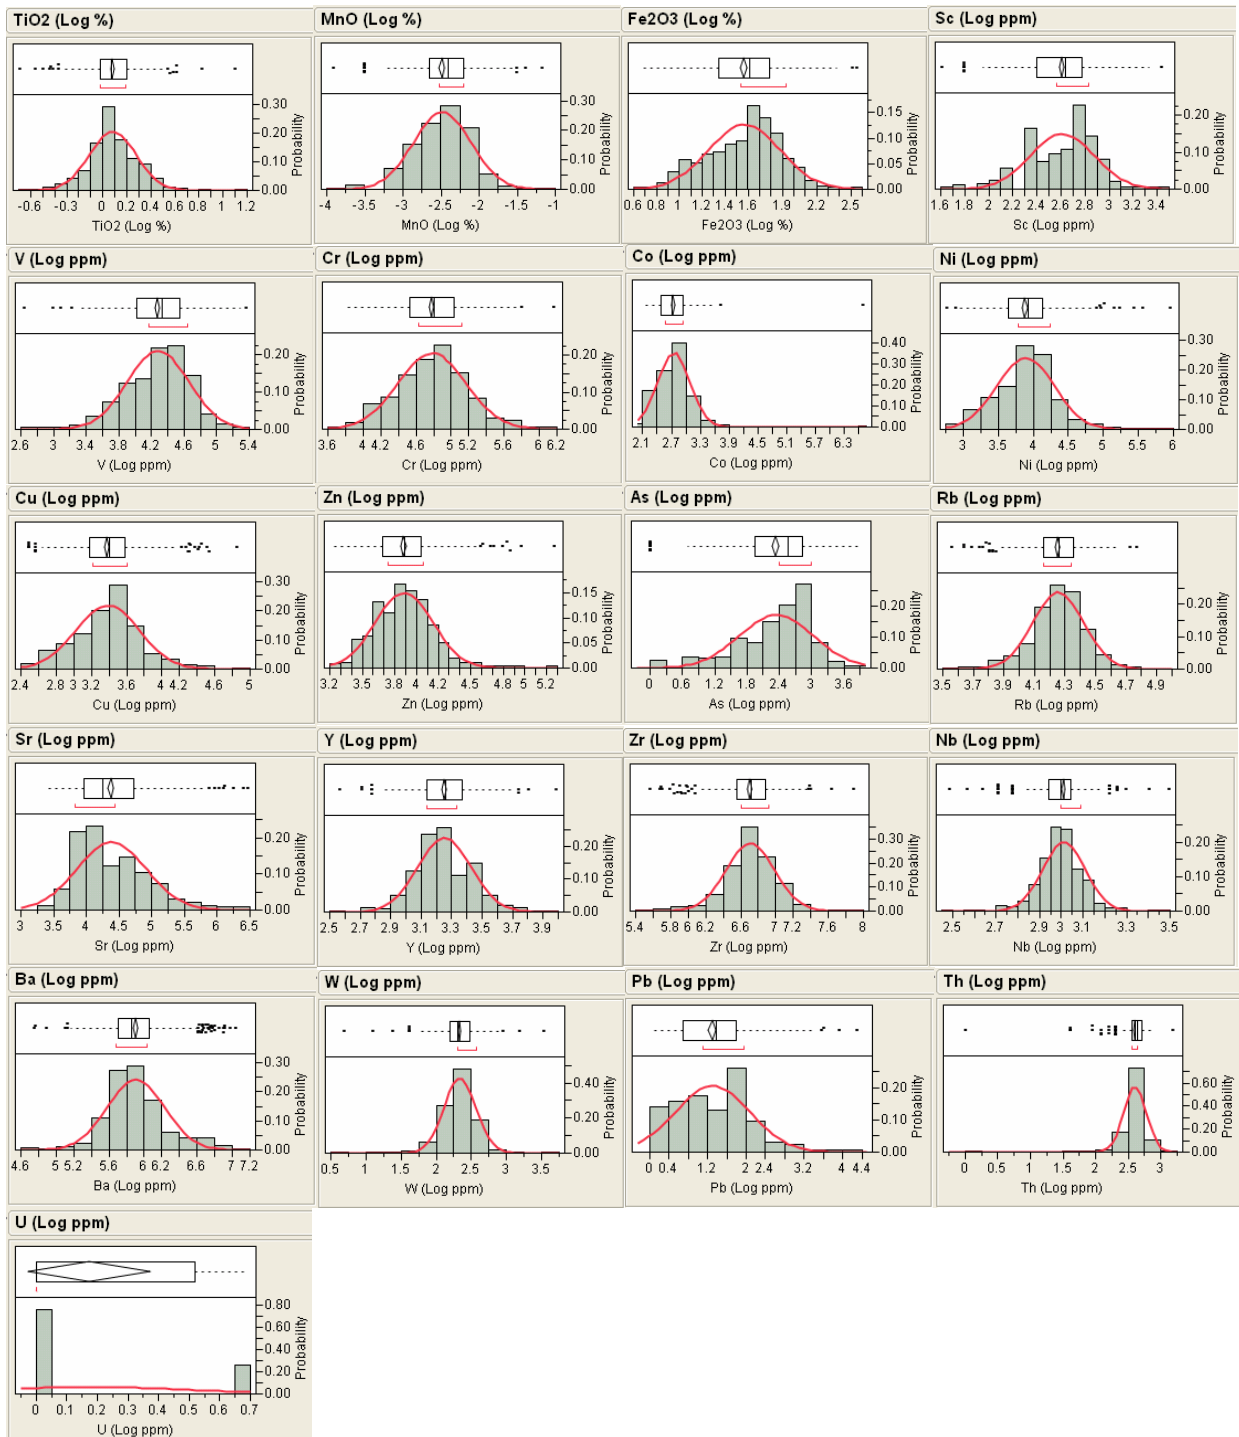 TiO2 (Log %)
0.30
0.20
0.10
0.00
Probability
-0.6 -0.3 0 0.2 0.4 0.6 0.8 1 1.2
TiO2 (Log %)
MnO (Log %)
0.30
0.20
0.10
0.00
Probability
-4 -3.5 -3 -2.5 -2 -1.5 -1
MnO (Log %)
Fe2O3 (Log %)
0.15
0.10
0.05
0.00
Probability
0.6 0.8 1 1.2 1.4 1.6 1.9 2.2 2.5
Fe2O3 (Log %)
Sc (Log ppm)
0.20
0.10
0.00
Probability
1.6 1.8 2 2.2 2.4 2.6 2.8 3 3.2 3.4
Sc (Log ppm)
V (Log ppm)
0.20
0.10
0.00
Probability
2.6 3 3.4 3.8 4.2 4.6 5 5.4
V (Log ppm)
Cr (Log ppm)
0.20
0.10
0.00
Probability
3.6 4.2 4.6 5 5.2 5.6 6 6.2
Cr (Log ppm)
Co (Log ppm)
0.40
0.30
0.20
0.10
0.00
Probability
2.1 2.7 3.3 3.9 4.5 5.1 5.7 6.3
Co (Log ppm)
Ni (Log ppm)
0.30
0.20
0.10
0.00
Probability
3 3.5 4 4.5 5 5.5 6
Ni (Log ppm)
Cu (Log ppm)
0.30
0.20
0.10
0.00
Probability
2.4 2.8 3 3.2 3.6 4 4.2 4.6 5
Cu (Log ppm)
Zn (Log ppm)
0.15
0.10
0.05
0.00
Probability
3.2 3.5 3.8 4 4.2 4.5 4.8 5 5.2
Zn (Log ppm)
As (Log ppm)
0.20
0.10
0.00
Probability
0 0.6 1.2 1.8 2.4 3 3.6
As (Log ppm)
Rb (Log ppm)
0.20
0.10
0.00
Probability
3.5 3.7 3.9 4.1 4.3 4.5 4.7 4.9
Rb (Log ppm)
Sr (Log ppm)
0.20
0.10
0.00
Probability
3 3.5 4 4.5 5 5.5 6 6.5
Sr (Log ppm)
Y (Log ppm)
0.20
0.10
0.00
Probability
2.5 2.7 2.9 3.1 3.3 3.5 3.7 3.9
Y (Log ppm)
Zr (Log ppm)
0.30
0.20
0.10
0.00
Probability
5.4 5.8 6 6.2 6.6 7 7.2 7.6 8
Zr (Log ppm)
Nb (Log ppm)
0.20
0.10
0.00
Probability
2.5 2.7 2.9 3.1 3.3 3.5
Nb (Log ppm)
Ba (Log ppm)
0.30
0.20
0.10
0.00
Probability
4.6 5 5.2 5.6 6 6.2 6.6 7 7.2
Ba (Log ppm)
W (Log ppm)
0.40
0.20
0.00
Probability
0.5 1 1.5 2 2.5 3 3.5
W (Log ppm)
Pb (Log ppm)
0.20
0.10
0.00
Probability
0 0.4 1.2 2 2.4 3.2 4 4.4
Pb (Log ppm)
Th (Log ppm)
0.60
0.40
0.20
0.00
Probability
0 0.5 1 1.5 2 2.5 3
Th (Log ppm)
U (Log ppm)
0.80
0.60
0.40
0.20
0.00
Probability
0 0.1 0.2 0.3 0.4 0.5 0.6 0.7
U (Log ppm)